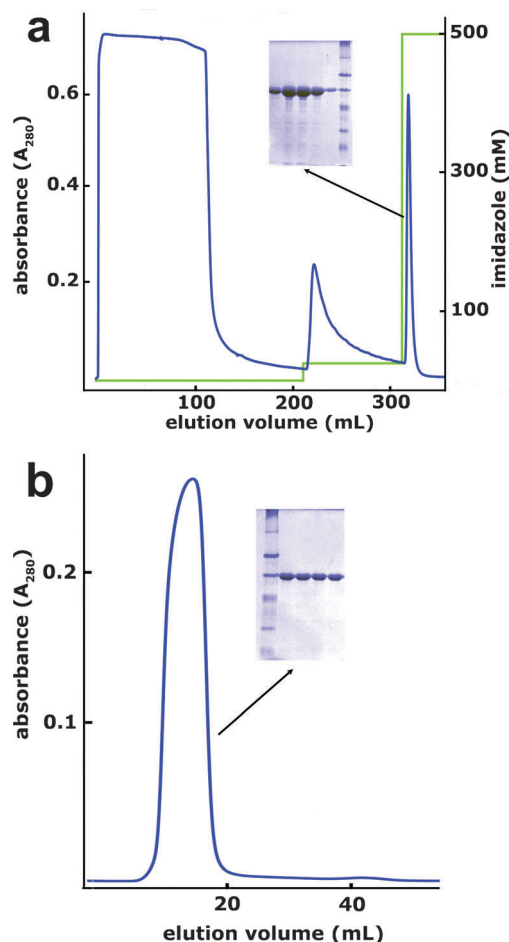 a
absorbance (A280)
0.6
0.4
0.2
500
300
100
imidazole (mM)
100
200
300
elution volume (mL)
b
absorbance (A280)
0.2
0.1
20
40
elution volume (mL)